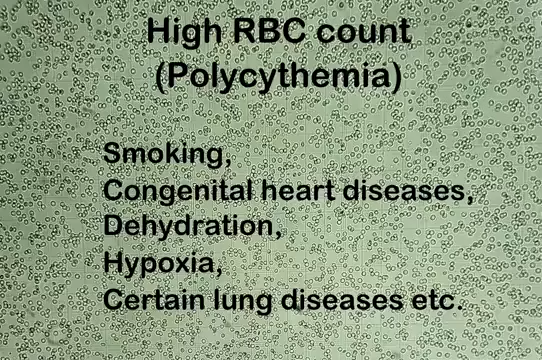 High RBC count
(Polycythemia)
Smoking,
Congenital heart diseases,
Dehydration,
Hypoxia,
Certain lung diseases etc.